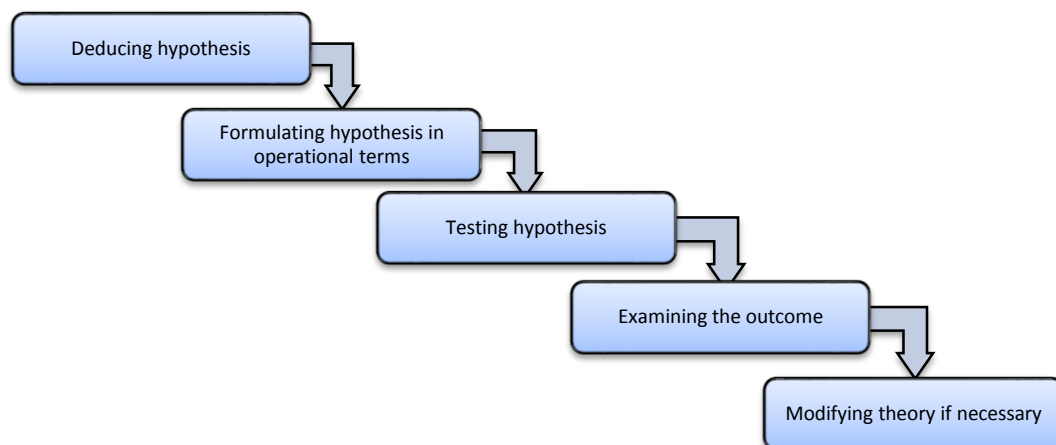 Deducing hypothesis
Formulating hypothesis in
operational terms
Testing hypothesis
Examining the outcome
Modifying theory if necessary